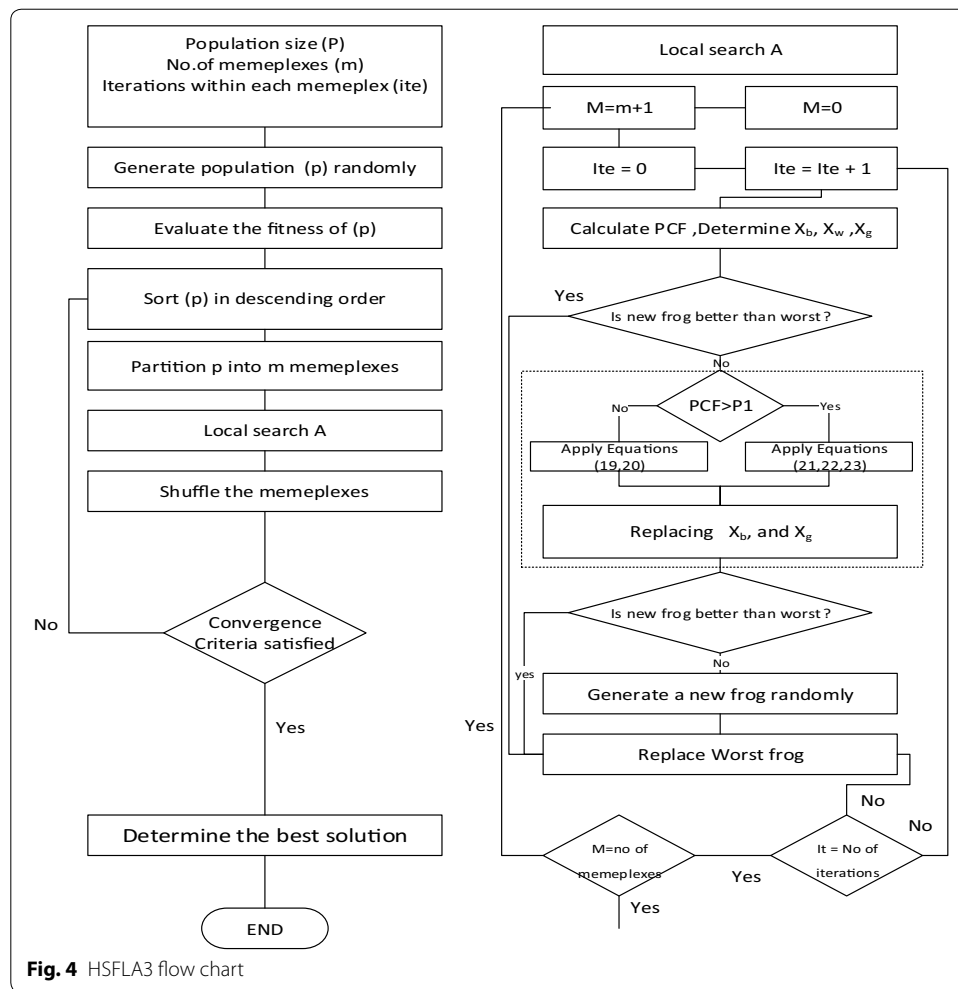 Population size (P)
No.of memeplexes (m)
Iterations within each memeplex (ite)
Generate population (p) randomly
Evaluate the fitness of (p)
Sort (p) in descending order
Partition p into m memeplexes
Local search A
Shuffle the memeplexes
No
Convergence
Criteria satisfied
Yes
Determine the best solution
END
Local search A
M=m+1
M=0
Ite = 0
Ite = Ite + 1
Calculate PCF ,Determine Xb, Xw ,Xg
Yes
Is new frog better than worst ?
No
PCF>P1
No
Yes
Apply Equations
(19,20)
Apply Equations
(21,22,23)
Replacing Xb, and Xg
Is new frog better than worst ?
yes
No
Generate a new frog randomly
Yes
Replace Worst frog
No
No
M=no of
memeplexes
Yes
It = No of
iterations
Yes
Fig. 4 HSFLA3 flow chart